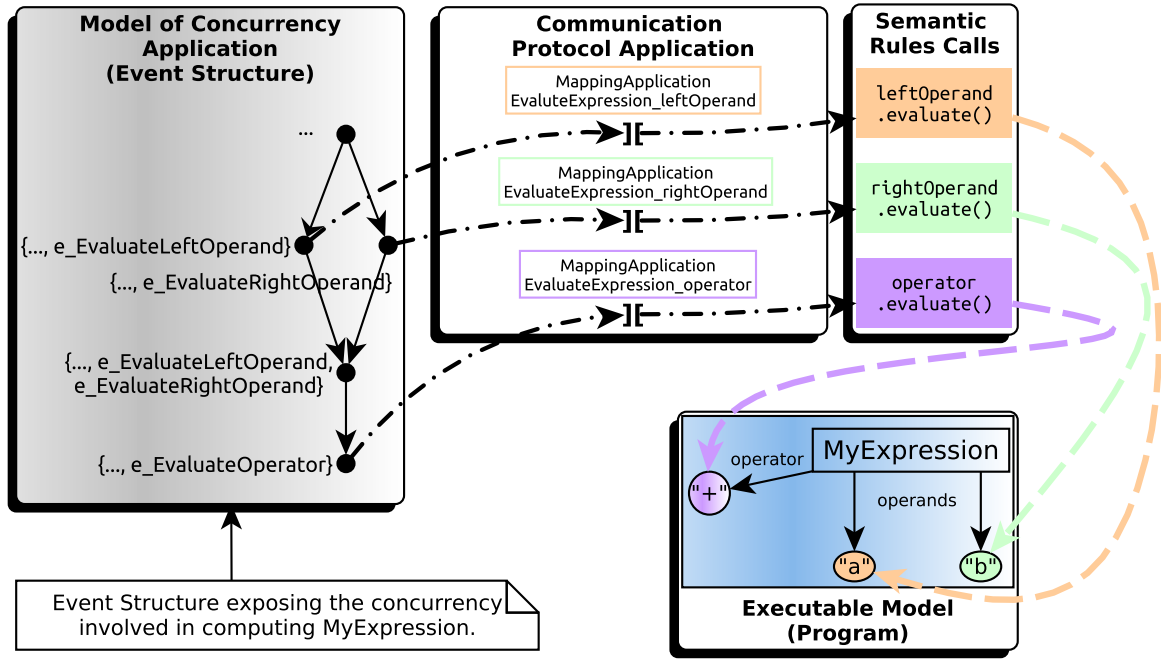 Model of Concurrency
Application
(Event Structure)
...
{..., e_EvaluateLeftOperand}
{..., e_EvaluateRightOperand}
{..., e_EvaluateLeftOperand,
e_EvaluateRightOperand}
{..., e_EvaluateOperator}
Event Structure exposing the concurrency
involved in computing MyExpression.
Communication
Protocol Application
MappingApplication
EvaluteExpression_leftOperand
][
MappingApplication
EvaluateExpression_rightOperand
][
MappingApplication
EvaluateExpression_operator
][
Semantic
Rules Calls
leftOperand
.evaluate()
rightOperand
.evaluate()
operator
.evaluate()
MyExpression
operator
"+"
operands
"a"
"b"
Executable Model
(Program)